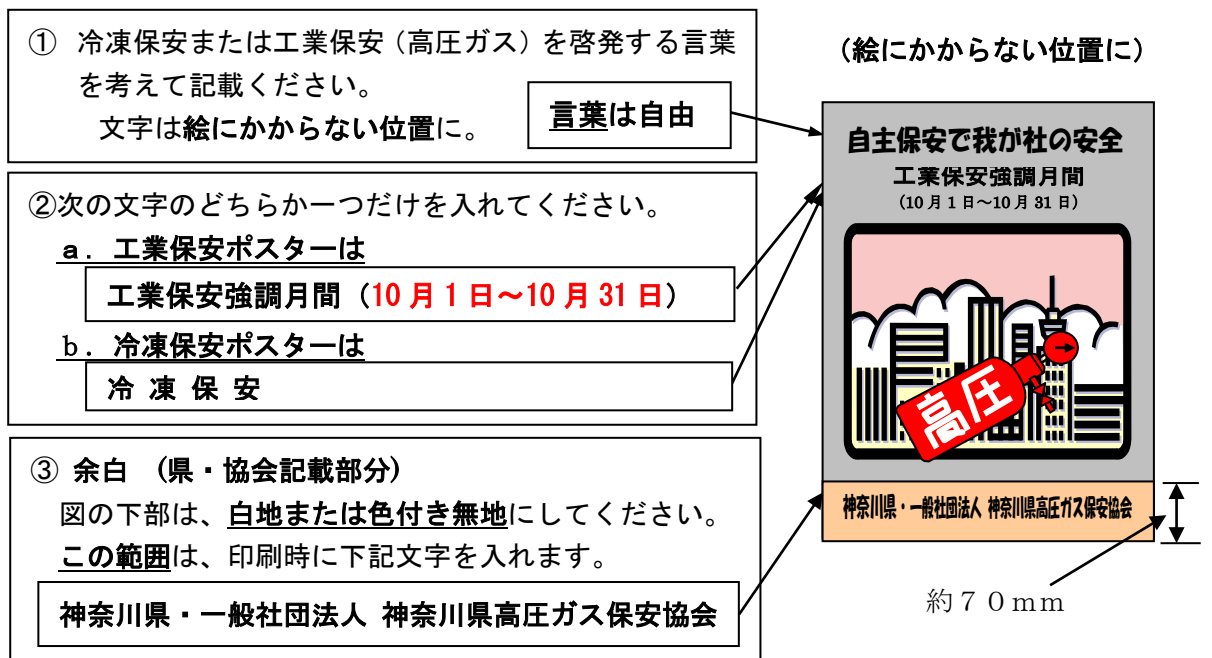 ① 冷凍保安または工業保安（高圧ガス）を啓発する言葉
を考えて記載ください。
文字は絵にかからない位置に。
言葉は自由
②次の文字のどちらか一つだけを入れてください。
ａ．工業保安ポスターは
工業保安強調月間（10月1日～10月31日）
ｂ．冷凍保安ポスターは
冷 凍 保 安
③ 余白 （県・協会記載部分）
図の下部は、白地または色付き無地にしてください。
この範囲は、印刷時に下記文字を入れます。
神奈川県・一般社団法人 神奈川県高圧ガス保安協会
（絵にかからない位置に）
自主保安で我が社の安全
工業保安強調月間
（10月1日～10月31日）
高圧
神奈川県・一般社団法人 神奈川県高圧ガス保安協会
約７０ｍｍ